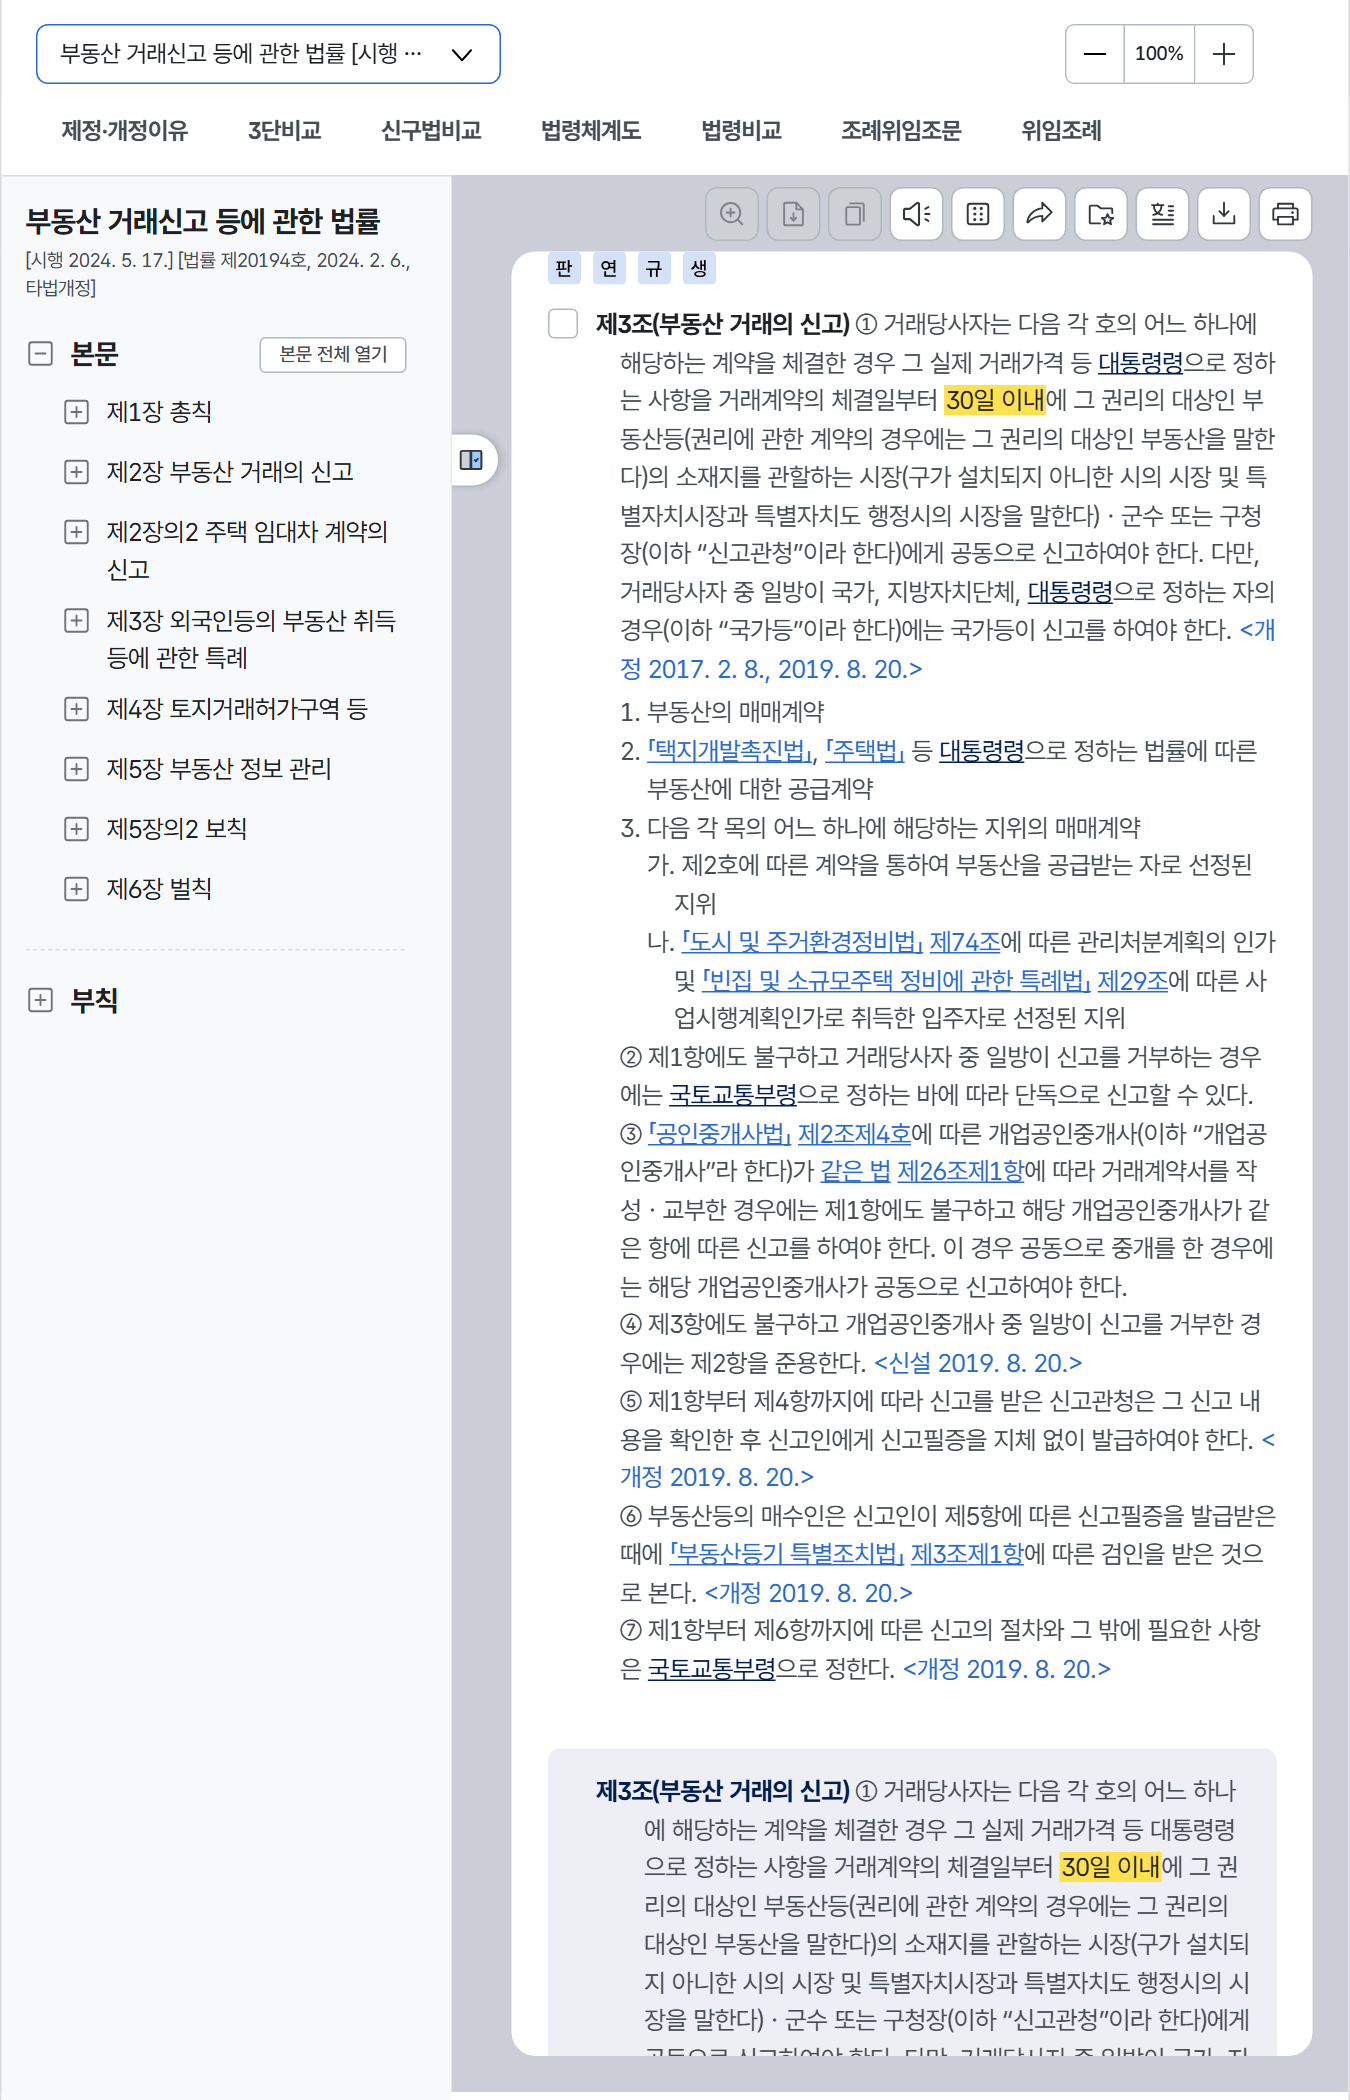 부동산 거래신고 등에 관한 법률 [시행 ···
100%
제정·개정이유 3단비교 신구법비교 법령체계도 법령비교 조례위임조문 위임조례
부동산 거래신고 등에 관한 법률
[시행 2024. 5. 17.] [법률 제20194호, 2024. 2. 6.,
타법개정]
본문
본문 전체 열기
제1장 총칙
제2장 부동산 거래의 신고
제2장의2 주택 임대차 계약의
신고
제3장 외국인등의 부동산 취득
등에 관한 특례
제4장 토지거래허가구역 등
제5장 부동산 정보 관리
제5장의2 보칙
제6장 벌칙
부칙
판 연 규 생
제3조(부동산 거래의 신고) ① 거래당사자는 다음 각 호의 어느 하나에
해당하는 계약을 체결한 경우 그 실제 거래가격 등 대통령령으로 정하
는 사항을 거래계약의 체결일부터 30일 이내에 그 권리의 대상인 부
동산등(권리에 관한 계약의 경우에는 그 권리의 대상인 부동산을 말한
다)의 소재지를 관할하는 시장(구가 설치되지 아니한 시의 시장 및 특
별자치시장과 특별자치도 행정시의 시장을 말한다)ㆍ군수 또는 구청
장(이하 “신고관청”이라 한다)에게 공동으로 신고하여야 한다. 다만,
거래당사자 중 일방이 국가, 지방자치단체, 대통령령으로 정하는 자의
경우(이하 “국가등”이라 한다)에는 국가등이 신고를 하여야 한다. <개
정 2017. 2. 8., 2019. 8. 20.>
1. 부동산의 매매계약
2. 「택지개발촉진법」, 「주택법」 등 대통령령으로 정하는 법률에 따른
부동산에 대한 공급계약
3. 다음 각 목의 어느 하나에 해당하는 지위의 매매계약
가. 제2호에 따른 계약을 통하여 부동산을 공급받는 자로 선정된
지위
나. 「도시 및 주거환경정비법」 제74조에 따른 관리처분계획의 인가
및 「빈집 및 소규모주택 정비에 관한 특례법」 제29조에 따른 사
업시행계획인가로 취득한 입주자로 선정된 지위
② 제1항에도 불구하고 거래당사자 중 일방이 신고를 거부하는 경우
에는 국토교통부령으로 정하는 바에 따라 단독으로 신고할 수 있다.
③ 「공인중개사법」 제2조제4호에 따른 개업공인중개사(이하 “개업공
인중개사”라 한다)가 같은 법 제26조제1항에 따라 거래계약서를 작
성ㆍ교부한 경우에는 제1항에도 불구하고 해당 개업공인중개사가 같
은 항에 따른 신고를 하여야 한다. 이 경우 공동으로 중개를 한 경우에
는 해당 개업공인중개사가 공동으로 신고하여야 한다.
④ 제3항에도 불구하고 개업공인중개사 중 일방이 신고를 거부한 경
우에는 제2항을 준용한다. <신설 2019. 8. 20.>
⑤ 제1항부터 제4항까지에 따라 신고를 받은 신고관청은 그 신고 내
용을 확인한 후 신고인에게 신고필증을 지체 없이 발급하여야 한다. <
개정 2019. 8. 20.>
⑥ 부동산등의 매수인은 신고인이 제5항에 따른 신고필증을 발급받은
때에 「부동산등기 특별조치법」 제3조제1항에 따른 검인을 받은 것으
로 본다. <개정 2019. 8. 20.>
⑦ 제1항부터 제6항까지에 따른 신고의 절차와 그 밖에 필요한 사항
은 국토교통부령으로 정한다. <개정 2019. 8. 20.>
제3조(부동산 거래의 신고) ① 거래당사자는 다음 각 호의 어느 하나
에 해당하는 계약을 체결한 경우 그 실제 거래가격 등 대통령령
으로 정하는 사항을 거래계약의 체결일부터 30일 이내에 그 권
리의 대상인 부동산등(권리에 관한 계약의 경우에는 그 권리의
대상인 부동산을 말한다)의 소재지를 관할하는 시장(구가 설치되
지 아니한 시의 시장 및 특별자치시장과 특별자치도 행정시의 시
장을 말한다)ㆍ군수 또는 구청장(이하 “신고관청”이라 한다)에게